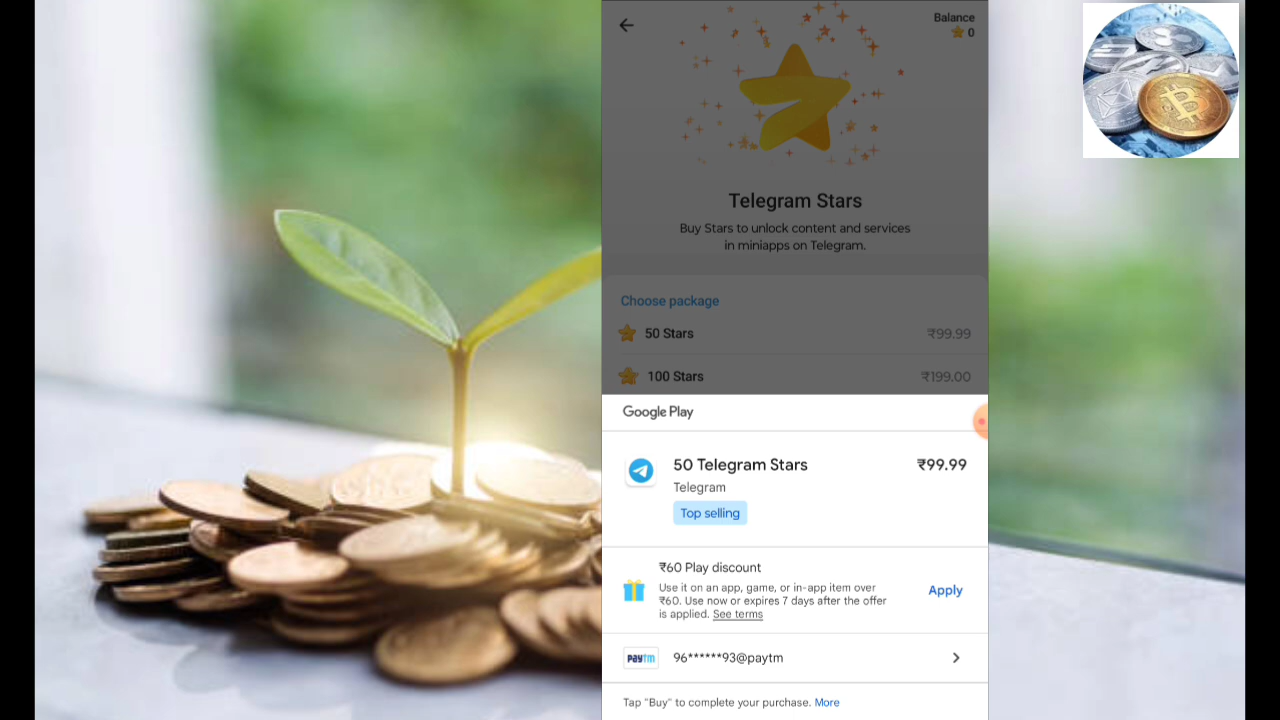 Balance
0
Telegram Stars
Buy Stars to unlock content and services
in miniapps on Telegram.
Choose package
50 Stars ₹99.99
100 Stars ₹199.00
Google Play
50 Telegram Stars ₹99.99
Telegram
Top selling
₹60 Play discount
Use it on an app, game, or in-app item over
₹60. Use now or expires 7 days after the offer
is applied. See terms
Apply
paytm 96******93@paytm
Tap "Buy" to complete your purchase. More